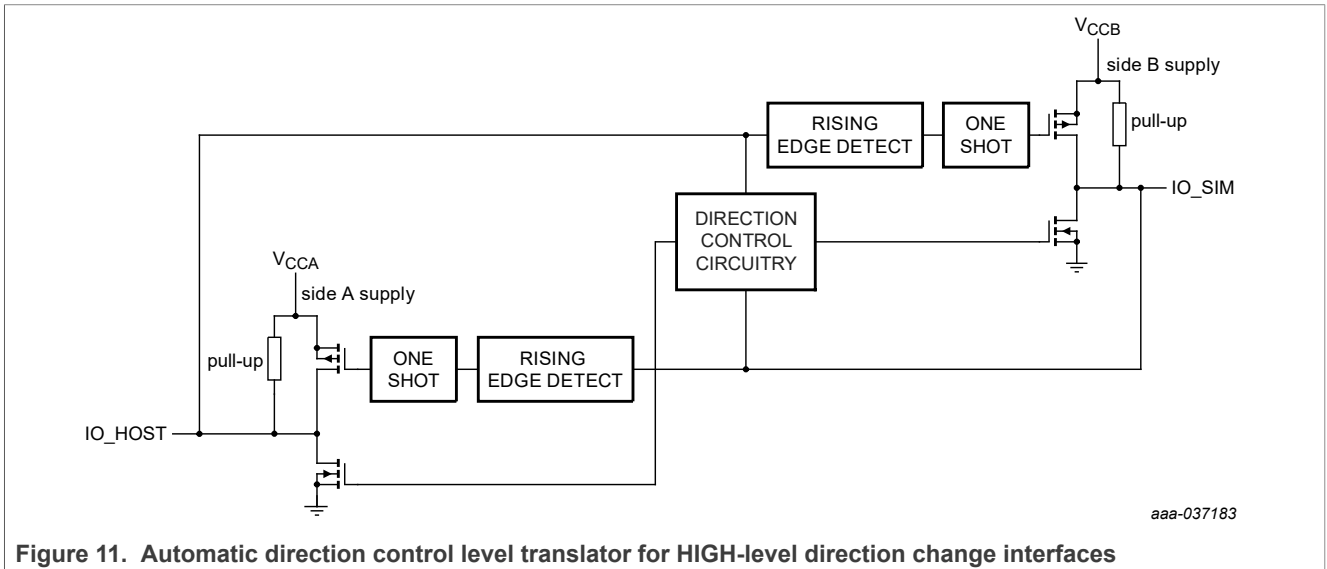 VCCB
side B supply
RISING
EDGE DETECT
ONE
SHOT
pull-up
IO_SIM
DIRECTION
CONTROL
CIRCUITRY
VCCA
side A supply
pull-up
ONE
SHOT
RISING
EDGE DETECT
IO_HOST
aaa-037183
Figure 11. Automatic direction control level translator for HIGH-level direction change interfaces